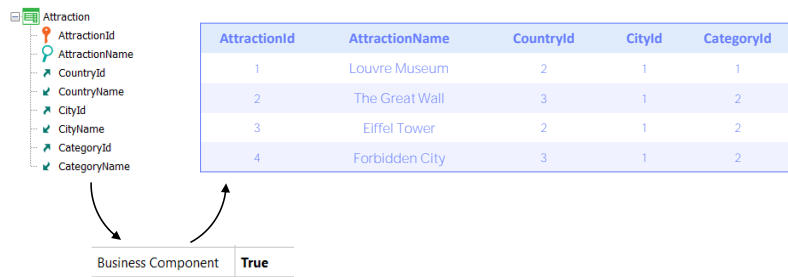 Attraction
AttractionId
AttractionName
CountryId
CountryName
CityId
CityName
CategoryId
CategoryName
AttractionId AttractionName CountryId CityId CategoryId
1 Louvre Museum 2 1 1
2 The Great Wall 3 1 2
3 Eiffel Tower 2 1 2
4 Forbidden City 3 1 2
Business Component True